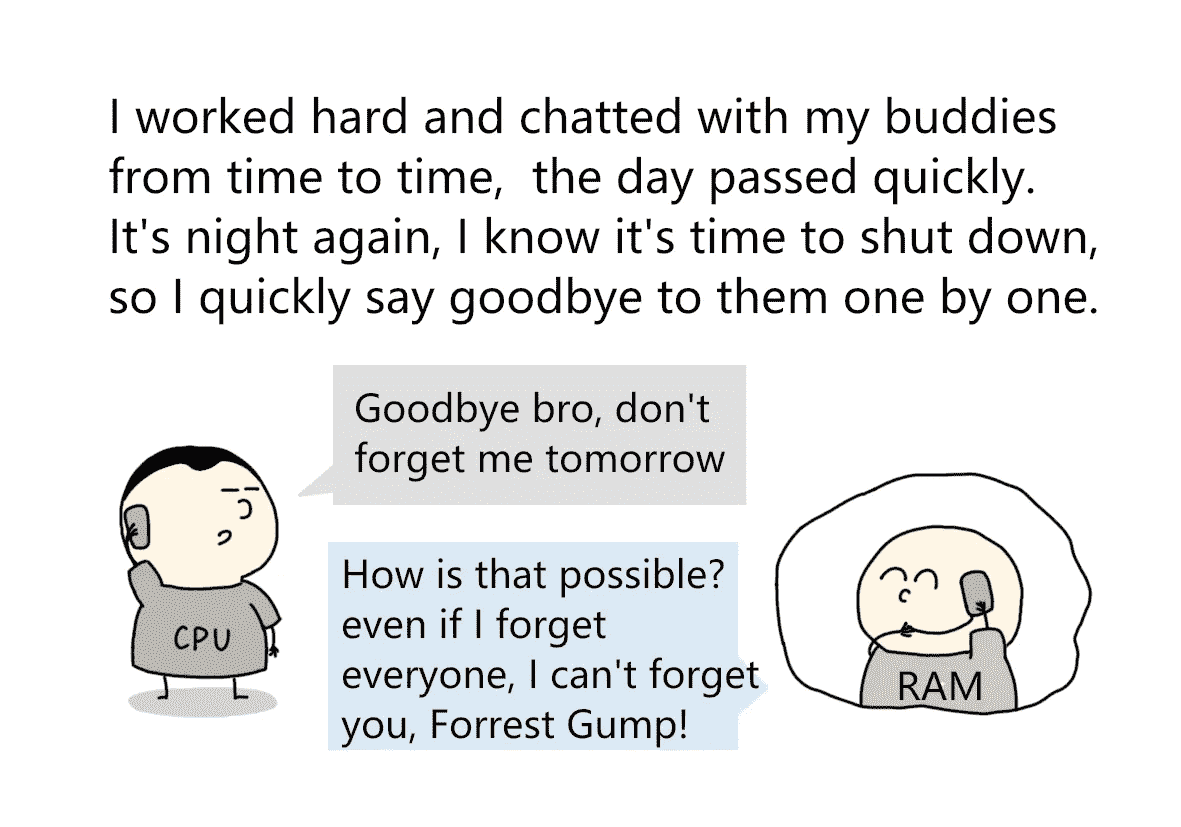 I worked hard and chatted with my buddies
from time to time,  the day passed quickly.
It's night again, I know it's time to shut down,
so I quickly say goodbye to them one by one.
Goodbye bro, don't
forget me tomorrow
How is that possible?
even if I forget
everyone, I can't forget
you, Forrest Gump!
CPU
RAM